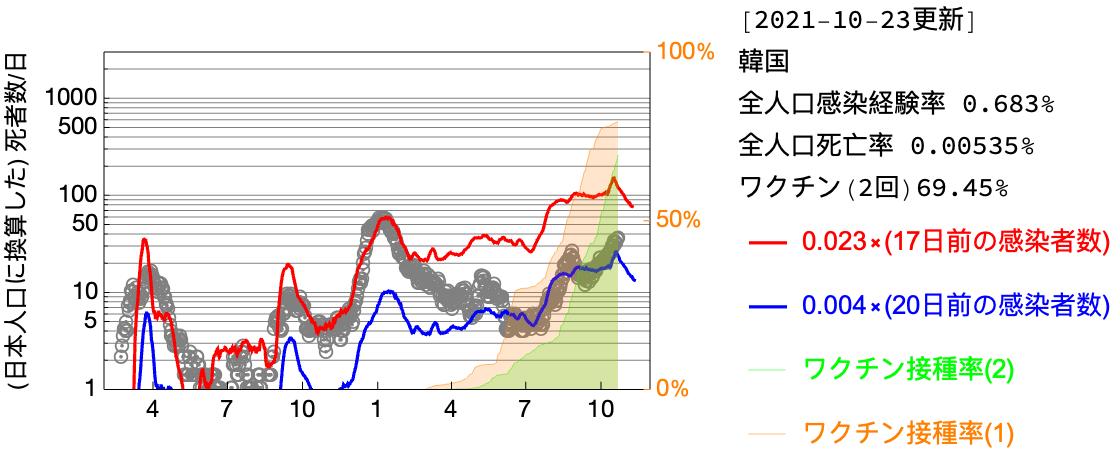 [2021-10-23更新]
韓国
全人口感染経験率 0.683%
全人口死亡率 0.00535%
ワクチン(2回)69.45%
0.023×(17日前の感染者数)
0.004×(20日前の感染者数)
ワクチン接種率(2)
ワクチン接種率(1)
(日本人口に換算した) 死者数/日
1000
500
100
50
10
5
1
100%
50%
0%
4 7 10 1 4 7 10